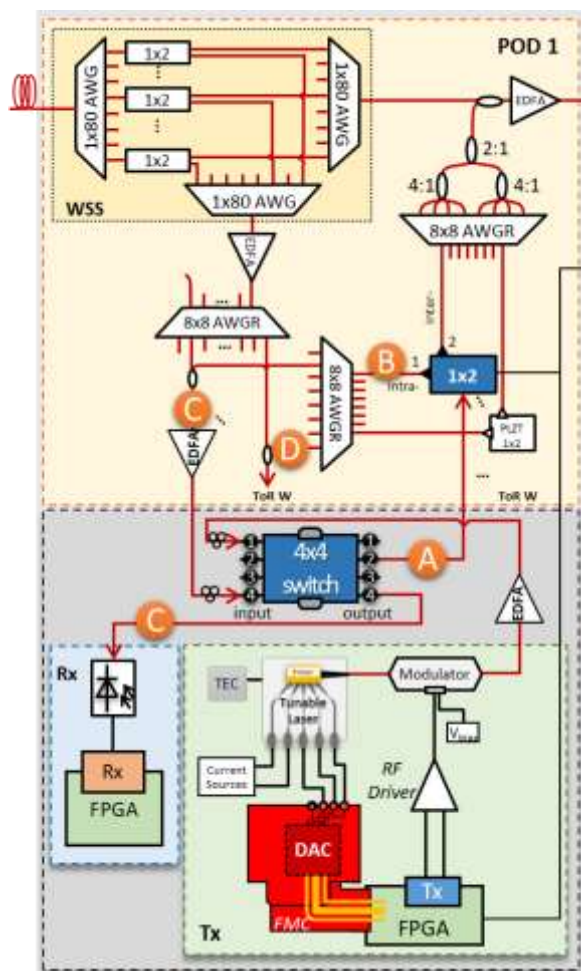 POD 1
1x80 AWG
1x2
...
1x2
...
1x2
1x80 AWG
EDFA
2:1
4:1
4:1
1x80 AWG
WSS
8x8 AWGR
EDFA
...
8x8 AWGR
...
Inter-
2
B
1
Intra-
1x2
8x8 AWGR
C
...
EDFA
D
PLZT
1x2
...
...
ToR W
ToR W
1
2
3
4
4x4
switch
1
2
3
4
A
input
output
EDFA
C
Rx
TEC
Tunable
Laser
Modulator
Current
Sources
RF
Driver
Rx
FPGA
DAC
Tx
FMC
FPGA
Tx